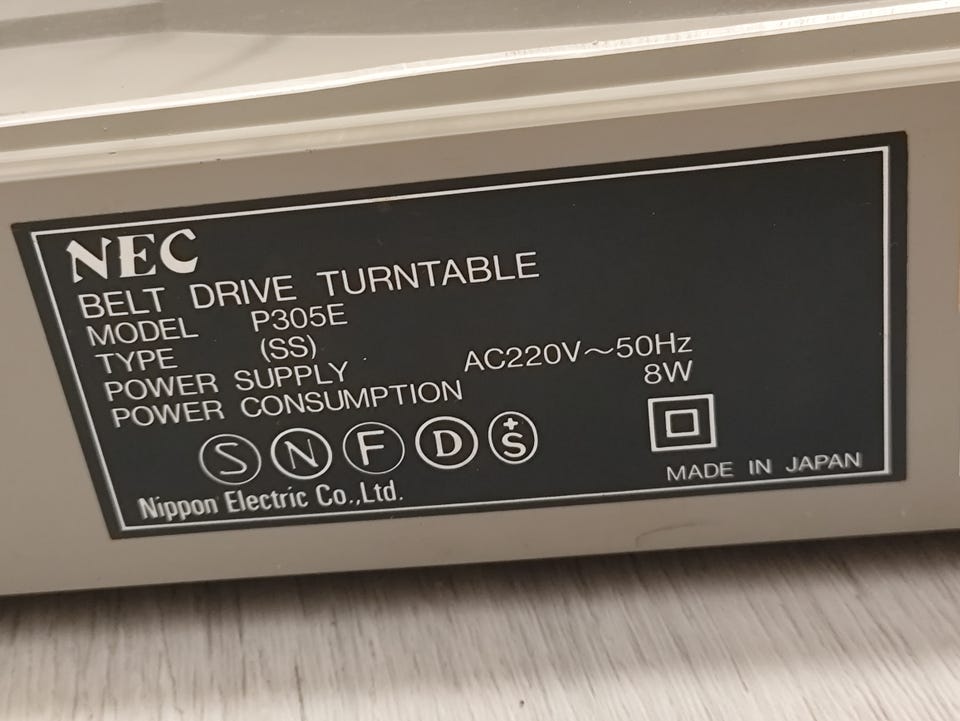 NEC
BELT DRIVE TURNTABLE
MODEL P305E
TYPE (SS)
POWER SUPPLY AC220V～50Hz
POWER CONSUMPTION 8W
S N F D +S
Nippon Electric Co.,Ltd.
MADE IN JAPAN